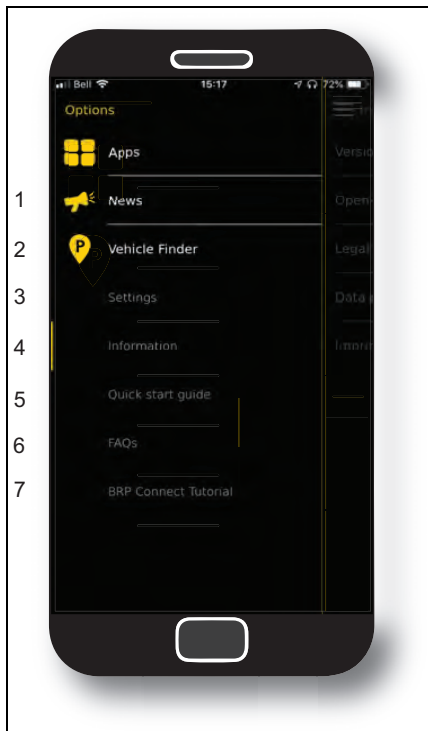 Bell 15:17 72%
Options
Apps
1 News
2 P Vehicle Finder
3 Settings
4 Information
5 Quick start guide
6 FAQs
7 BRP Connect Tutorial
Legal